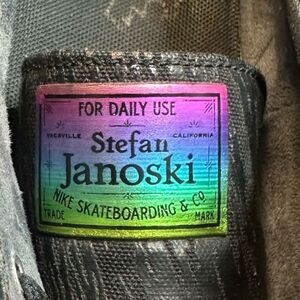 FOR DAILY USE
VACAVILLE CALIFORNIA
Stefan
Janoski
NIKE SKATEBOARDING & CO
TRADE MARK